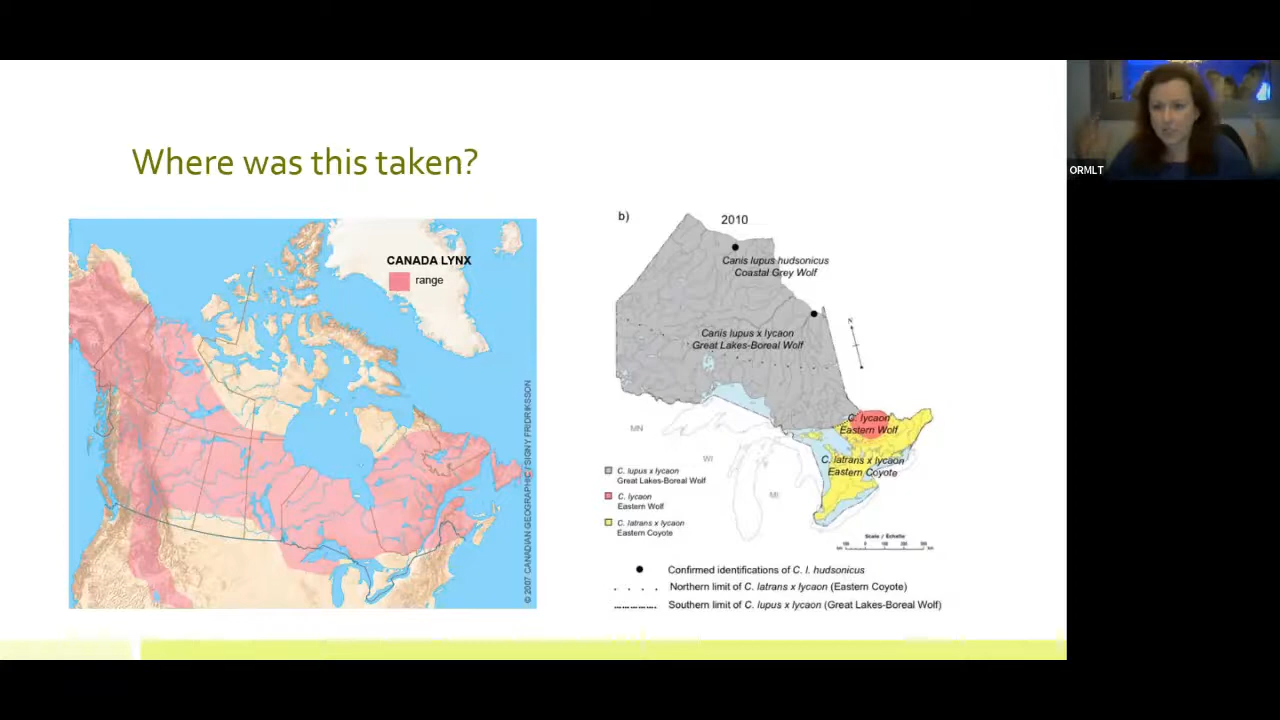 Where was this taken?
CANADA LYNX
range
© 2007 CANADIAN GEOGRAPHIC / SIGNY FRIDRIKSSON
b)
2010
Canis lupus hudsonicus
Coastal Grey Wolf
Canis lupus x lycaon
Great Lakes-Boreal Wolf
N
C. lycaon
Eastern Wolf
C. latrans x lycaon
Eastern Coyote
MN
WI
MI
C. lupus x lycaon
Great Lakes-Boreal Wolf
C. lycaon
Eastern Wolf
C. latrans x lycaon
Eastern Coyote
Scale / Échelle
Confirmed identifications of C. l. hudsonicus
Northern limit of C. latrans x lycaon (Eastern Coyote)
Southern limit of C. lupus x lycaon (Great Lakes-Boreal Wolf)
ORMLT